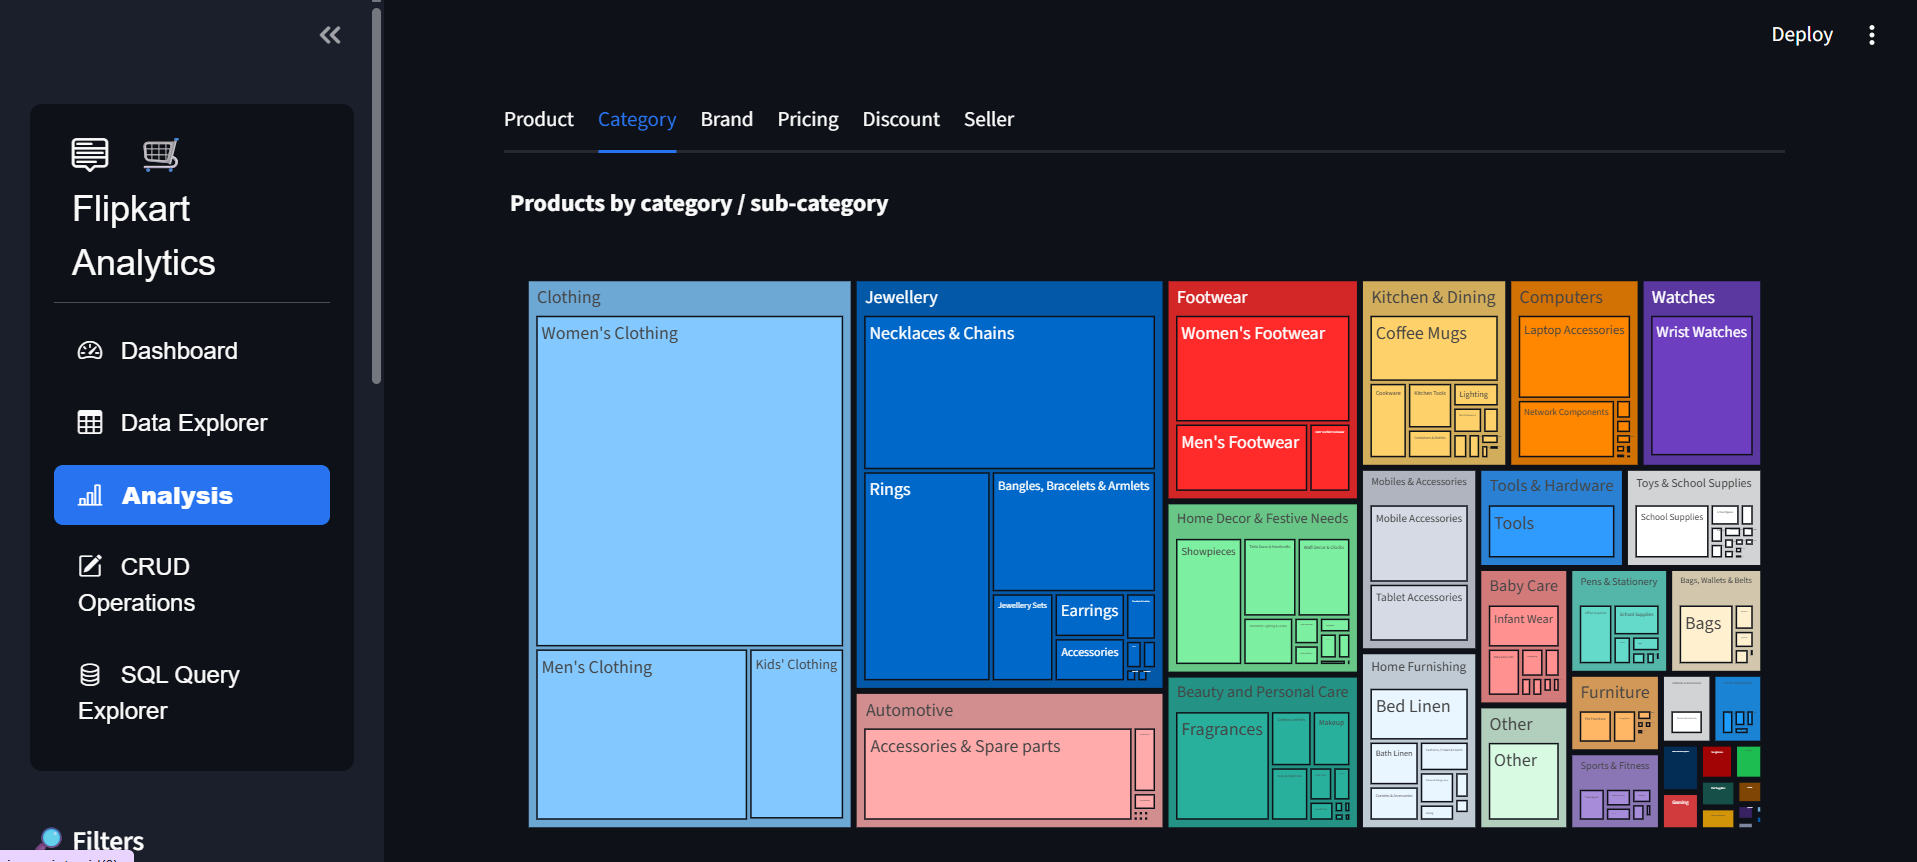 Deploy
Flipkart
Analytics
Dashboard
Data Explorer
Analysis
CRUD
Operations
SQL Query
Explorer
Filters
Product Category Brand Pricing Discount Seller
Products by category / sub-category
Clothing
Women's Clothing
Men's Clothing
Kids' Clothing
Jewellery
Necklaces & Chains
Rings
Bangles, Bracelets & Armlets
Jewellery Sets
Earrings
Accessories
Automotive
Accessories & Spare parts
Footwear
Women's Footwear
Men's Footwear
Home Decor & Festive Needs
Showpieces
Beauty and Personal Care
Fragrances
Makeup
Kitchen & Dining
Coffee Mugs
Cookware
Kitchen Tools
Lighting
Computers
Laptop Accessories
Network Components
Watches
Wrist Watches
Mobiles & Accessories
Mobile Accessories
Tablet Accessories
Home Furnishing
Bed Linen
Bath Linen
Tools & Hardware
Tools
Toys & School Supplies
School Supplies
Baby Care
Infant Wear
Pens & Stationery
School Supplies
Bags, Wallets & Belts
Bags
Other
Other
Furniture
Sports & Fitness
Gaming